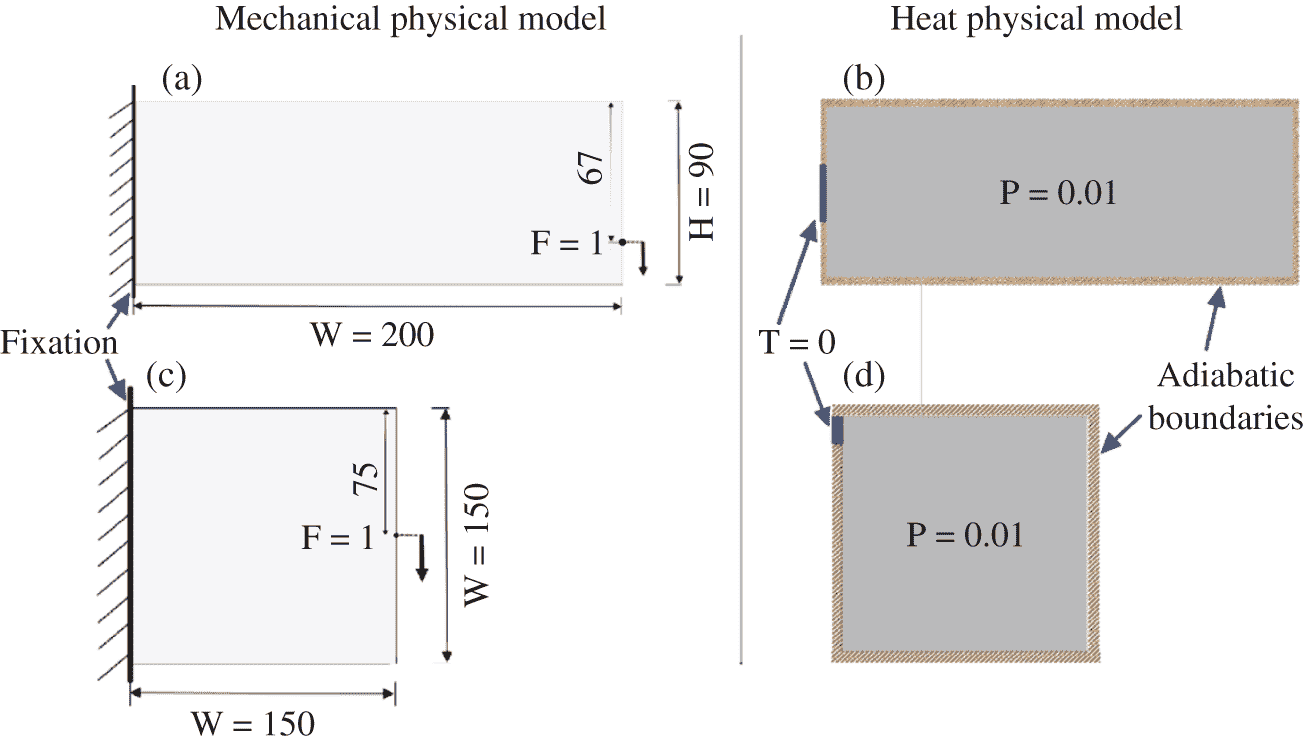 Mechanical physical model
Heat physical model
(a)
67
F = 1
H = 90
W = 200
Fixation
(b)
P = 0.01
T = 0
Adiabatic
boundaries
(c)
75
F = 1
W = 150
W = 150
(d)
P = 0.01